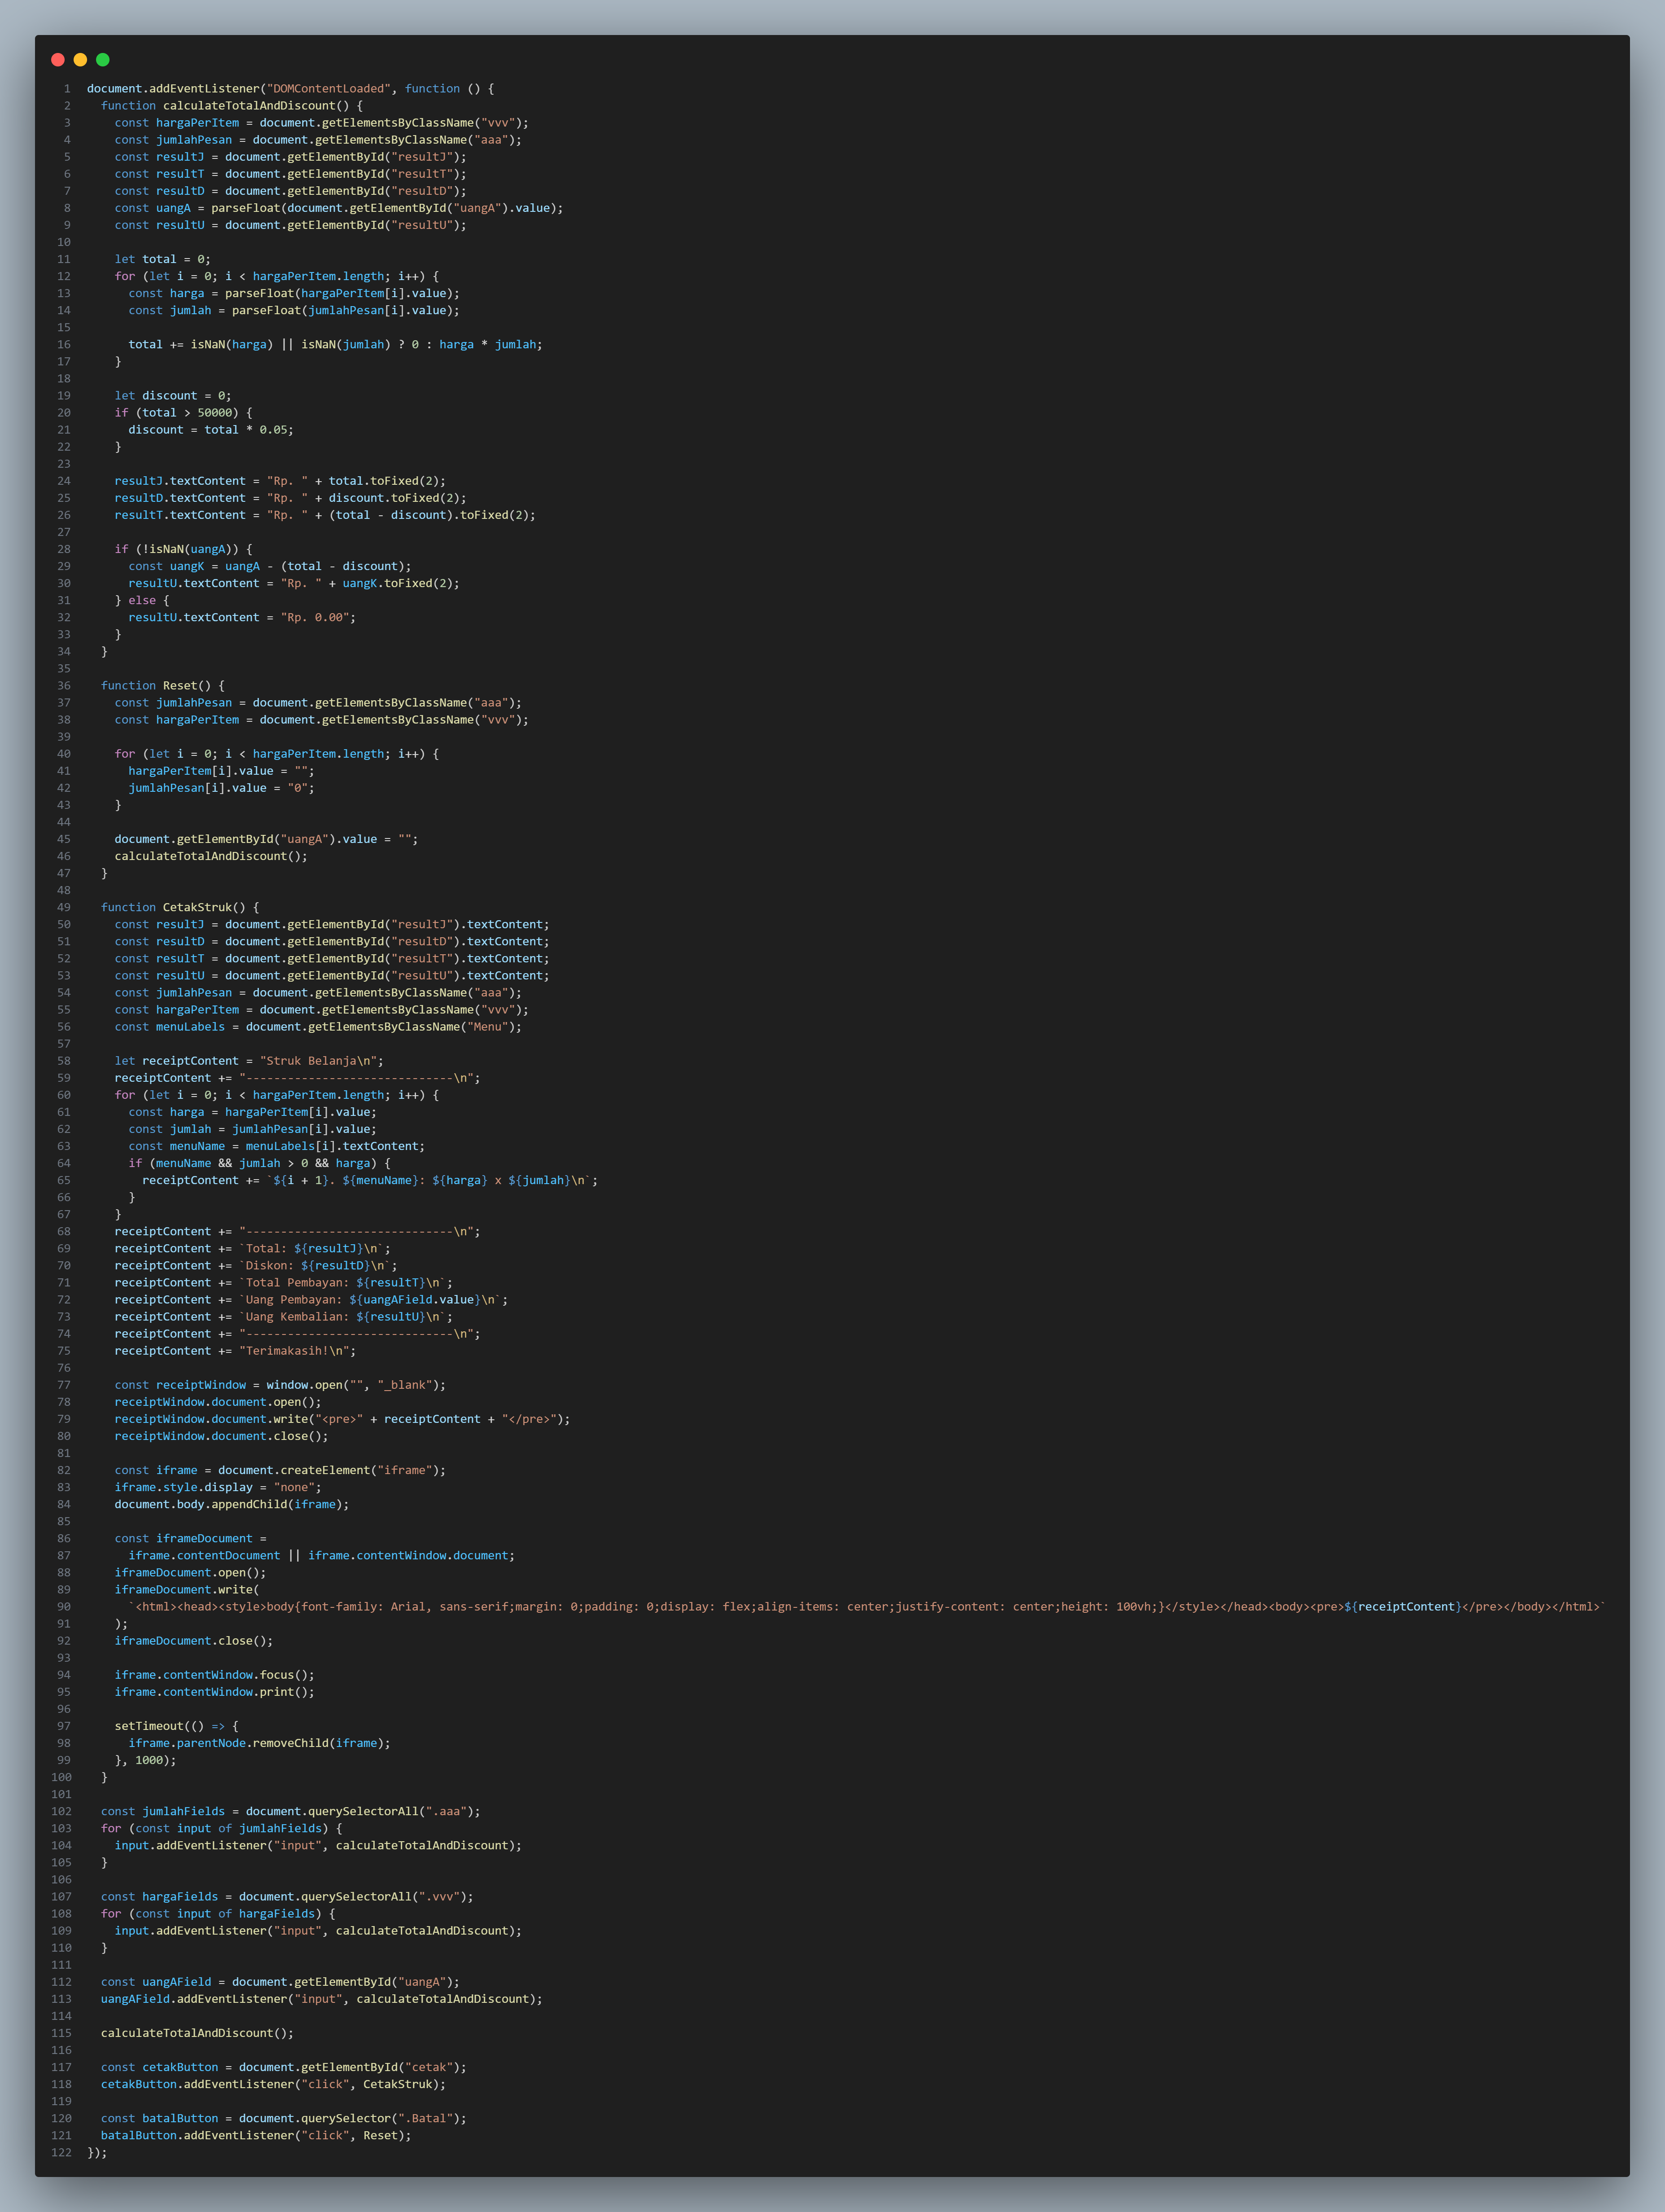 1 document.addEventListener("DOMContentLoaded", function () {
2   function calculateTotalAndDiscount() {
3     const hargaPerItem = document.getElementsByClassName("vvv");
4     const jumlahPesan = document.getElementsByClassName("aaa");
5     const resultJ = document.getElementById("resultJ");
6     const resultT = document.getElementById("resultT");
7     const resultD = document.getElementById("resultD");
8     const uangA = parseFloat(document.getElementById("uangA").value);
9     const resultU = document.getElementById("resultU");
10
11     let total = 0;
12     for (let i = 0; i < hargaPerItem.length; i++) {
13       const harga = parseFloat(hargaPerItem[i].value);
14       const jumlah = parseFloat(jumlahPesan[i].value);
15
16       total += isNaN(harga) || isNaN(jumlah) ? 0 : harga * jumlah;
17     }
18
19     let discount = 0;
20     if (total > 50000) {
21       discount = total * 0.05;
22     }
23
24     resultJ.textContent = "Rp. " + total.toFixed(2);
25     resultD.textContent = "Rp. " + discount.toFixed(2);
26     resultT.textContent = "Rp. " + (total - discount).toFixed(2);
27
28     if (!isNaN(uangA)) {
29       const uangK = uangA - (total - discount);
30       resultU.textContent = "Rp. " + uangK.toFixed(2);
31     } else {
32       resultU.textContent = "Rp. 0.00";
33     }
34   }
35
36   function Reset() {
37     const jumlahPesan = document.getElementsByClassName("aaa");
38     const hargaPerItem = document.getElementsByClassName("vvv");
39
40     for (let i = 0; i < hargaPerItem.length; i++) {
41       hargaPerItem[i].value = "";
42       jumlahPesan[i].value = "0";
43     }
44
45     document.getElementById("uangA").value = "";
46     calculateTotalAndDiscount();
47   }
48
49   function CetakStruk() {
50     const resultJ = document.getElementById("resultJ").textContent;
51     const resultD = document.getElementById("resultD").textContent;
52     const resultT = document.getElementById("resultT").textContent;
53     const resultU = document.getElementById("resultU").textContent;
54     const jumlahPesan = document.getElementsByClassName("aaa");
55     const hargaPerItem = document.getElementsByClassName("vvv");
56     const menuLabels = document.getElementsByClassName("Menu");
57
58     let receiptContent = "Struk Belanja\n";
59     receiptContent += "------------------------------\n";
60     for (let i = 0; i < hargaPerItem.length; i++) {
61       const harga = hargaPerItem[i].value;
62       const jumlah = jumlahPesan[i].value;
63       const menuName = menuLabels[i].textContent;
64       if (menuName && jumlah > 0 && harga) {
65         receiptContent += `${i + 1}. ${menuName}: ${harga} x ${jumlah}\n`;
66       }
67     }
68     receiptContent += "------------------------------\n";
69     receiptContent += `Total: ${resultJ}\n`;
70     receiptContent += `Diskon: ${resultD}\n`;
71     receiptContent += `Total Pembayan: ${resultT}\n`;
72     receiptContent += `Uang Pembayan: ${uangAField.value}\n`;
73     receiptContent += `Uang Kembalian: ${resultU}\n`;
74     receiptContent += "------------------------------\n";
75     receiptContent += "Terimakasih!\n";
76
77     const receiptWindow = window.open("", "_blank");
78     receiptWindow.document.open();
79     receiptWindow.document.write("<pre>" + receiptContent + "</pre>");
80     receiptWindow.document.close();
81
82     const iframe = document.createElement("iframe");
83     iframe.style.display = "none";
84     document.body.appendChild(iframe);
85
86     const iframeDocument =
87       iframe.contentDocument || iframe.contentWindow.document;
88     iframeDocument.open();
89     iframeDocument.write(
90       `<html><head><style>body{font-family: Arial, sans-serif;margin: 0;padding: 0;display: flex;align-items: center;justify-content: center;height: 100vh;}</style></head><body><pre>${receiptContent}</pre></body></html>`
91     );
92     iframeDocument.close();
93
94     iframe.contentWindow.focus();
95     iframe.contentWindow.print();
96
97     setTimeout(() => {
98       iframe.parentNode.removeChild(iframe);
99     }, 1000);
100   }
101
102   const jumlahFields = document.querySelectorAll(".aaa");
103   for (const input of jumlahFields) {
104     input.addEventListener("input", calculateTotalAndDiscount);
105   }
106
107   const hargaFields = document.querySelectorAll(".vvv");
108   for (const input of hargaFields) {
109     input.addEventListener("input", calculateTotalAndDiscount);
110   }
111
112   const uangAField = document.getElementById("uangA");
113   uangAField.addEventListener("input", calculateTotalAndDiscount);
114
115   calculateTotalAndDiscount();
116
117   const cetakButton = document.getElementById("cetak");
118   cetakButton.addEventListener("click", CetakStruk);
119
120   const batalButton = document.querySelector(".Batal");
121   batalButton.addEventListener("click", Reset);
122 });